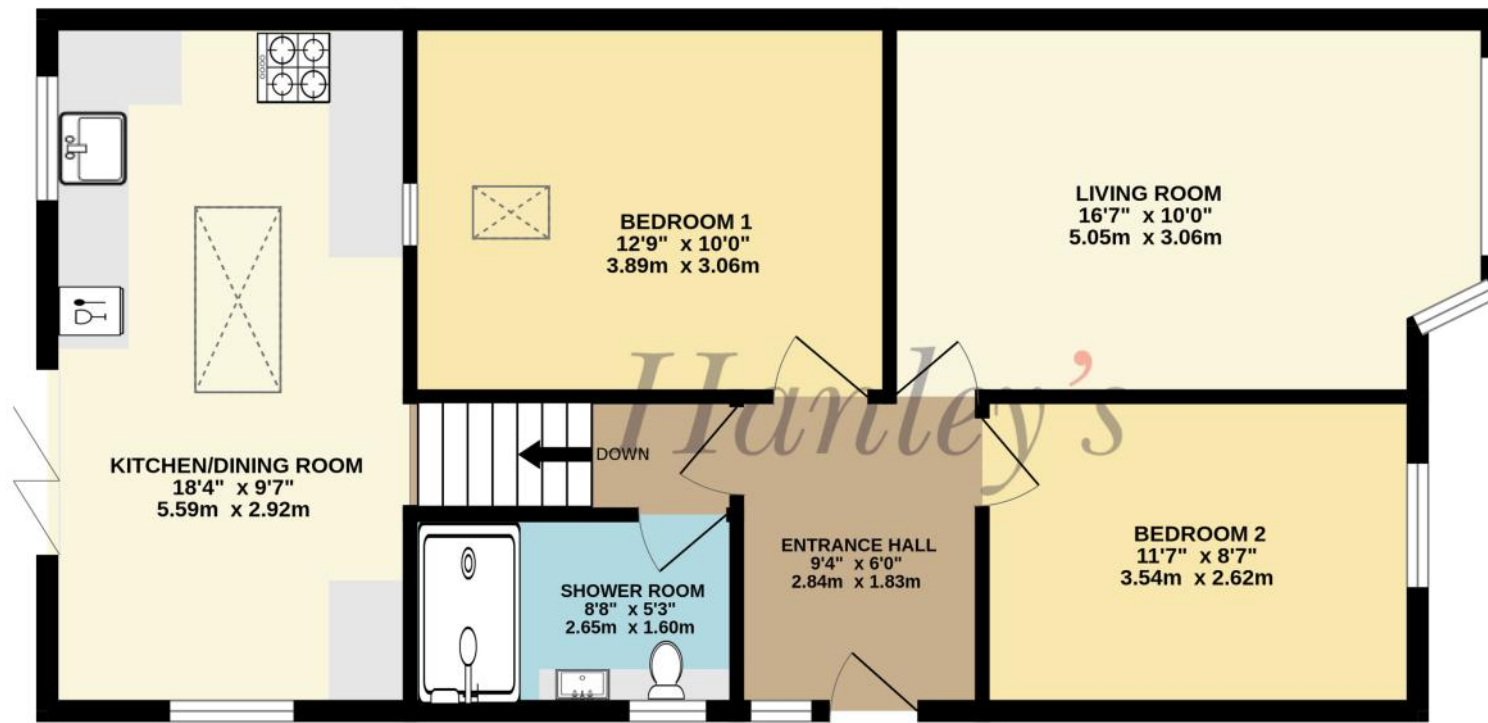 LIVING ROOM
16'7" x 10'0"
5.05m x 3.06m
BEDROOM 1
12'9" x 10'0"
3.89m x 3.06m
Hanley's
DOWN
KITCHEN/DINING ROOM
18'4" x 9'7"
5.59m x 2.92m
ENTRANCE HALL
9'4" x 6'0"
2.84m x 1.83m
BEDROOM 2
11'7" x 8'7"
3.54m x 2.62m
SHOWER ROOM
8'8" x 5'3"
2.65m x 1.60m